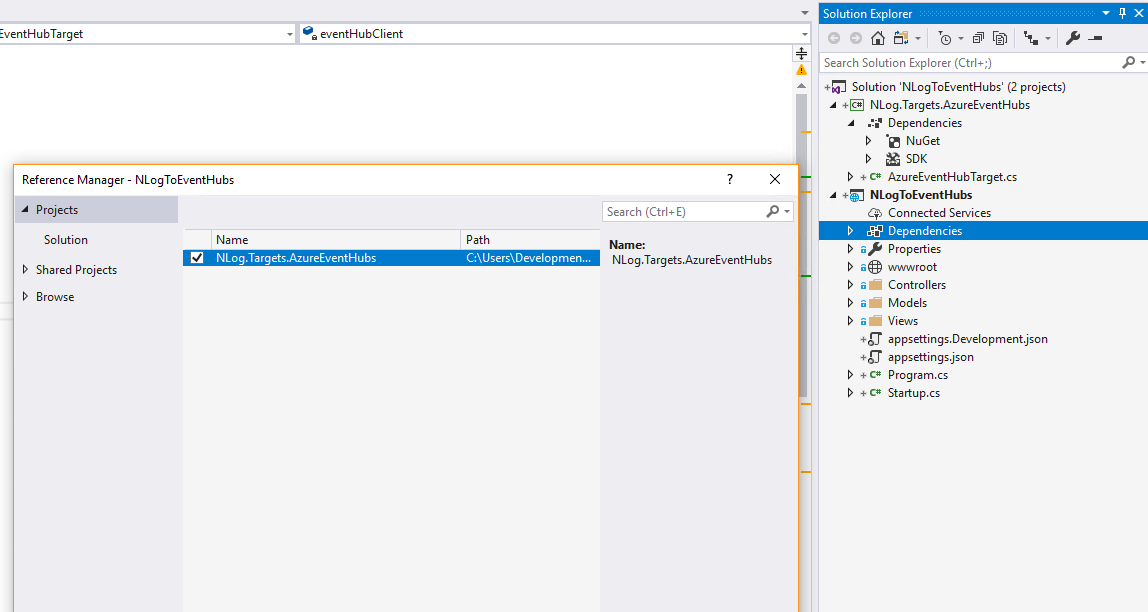 EventHubTarget
eventHubClient
Reference Manager - NLogToEventHubs
?
Projects
Solution
Shared Projects
Browse
Name
Path
NLog.Targets.AzureEventHubs
C:\Users\Developmen...
Search (Ctrl+E)
Name:
NLog.Targets.AzureEventHubs
Solution Explorer
Search Solution Explorer (Ctrl+;)
Solution 'NLogToEventHubs' (2 projects)
C# NLog.Targets.AzureEventHubs
Dependencies
NuGet
SDK
C# AzureEventHubTarget.cs
NLogToEventHubs
Connected Services
Dependencies
Properties
wwwroot
Controllers
Models
Views
appsettings.Development.json
appsettings.json
C# Program.cs
C# Startup.cs